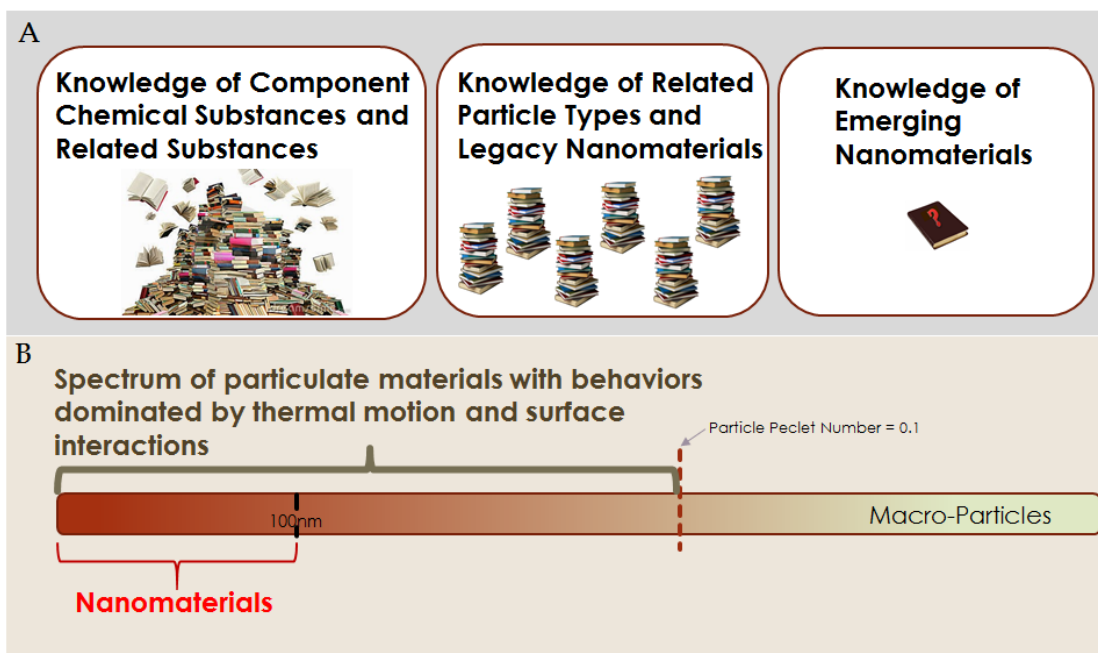 A
Knowledge of Component
Chemical Substances and
Related Substances
Knowledge of Related
Particle Types and
Legacy Nanomaterials
Knowledge of
Emerging
Nanomaterials
?
B
Spectrum of particulate materials with behaviors
dominated by thermal motion and surface
interactions
Particle Peclet Number = 0.1
100nm
Macro-Particles
Nanomaterials